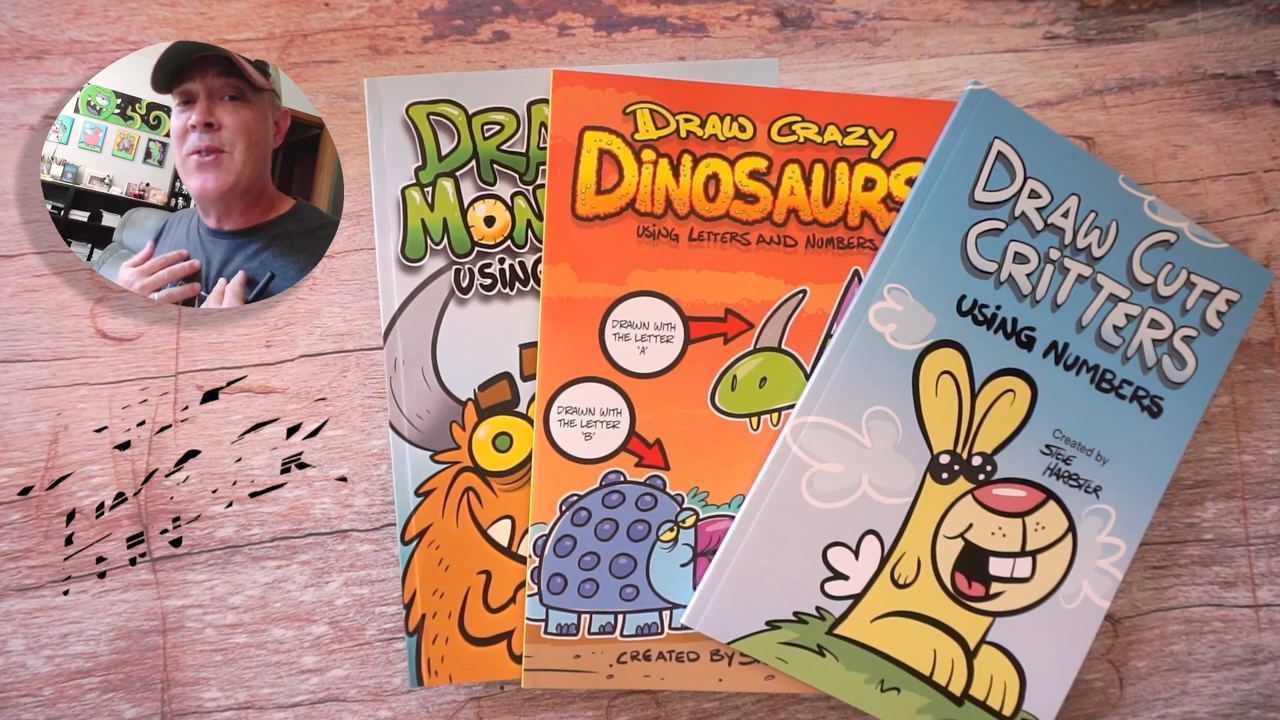 DRA
MON
USING
DRAW CRAZY
DINOSAURS
USING LETTERS AND NUMBERS
DRAWN WITH
THE LETTER
'A'
DRAWN WITH
THE LETTER
'B'
CREATED BY
DRAW CUTE
CRITTERS
USING NUMBERS
Created by
STEVE
HARPSTER